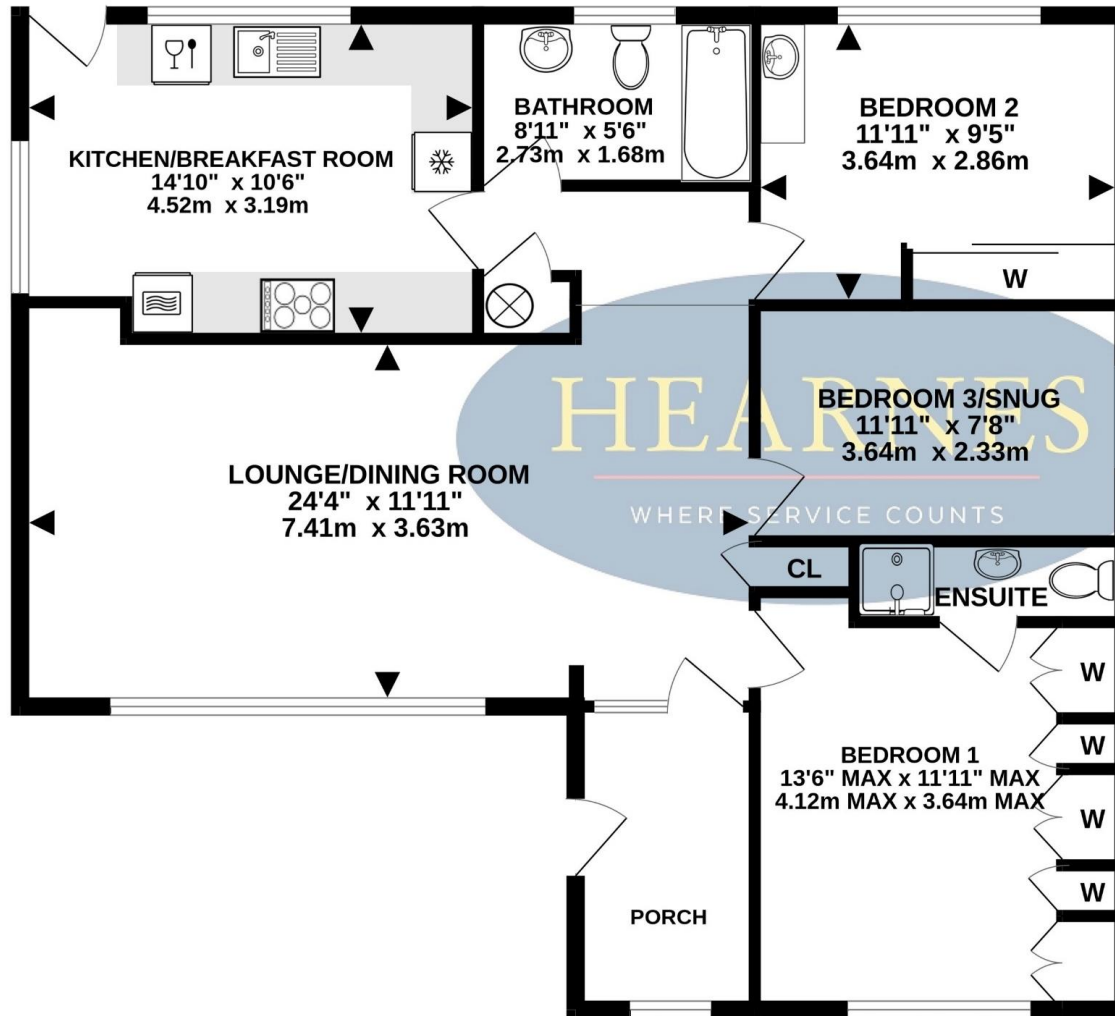 KITCHEN/BREAKFAST ROOM
14'10" x 10'6"
4.52m x 3.19m
BATHROOM
8'11" x 5'6"
2.73m x 1.68m
BEDROOM 2
11'11" x 9'5"
3.64m x 2.86m
W
HEARNES
WHERE SERVICE COUNTS
BEDROOM 3/SNUG
11'11" x 7'8"
3.64m x 2.33m
LOUNGE/DINING ROOM
24'4" x 11'11"
7.41m x 3.63m
CL
ENSUITE
W
W
BEDROOM 1
13'6" MAX x 11'11" MAX
4.12m MAX x 3.64m MAX
W
W
PORCH